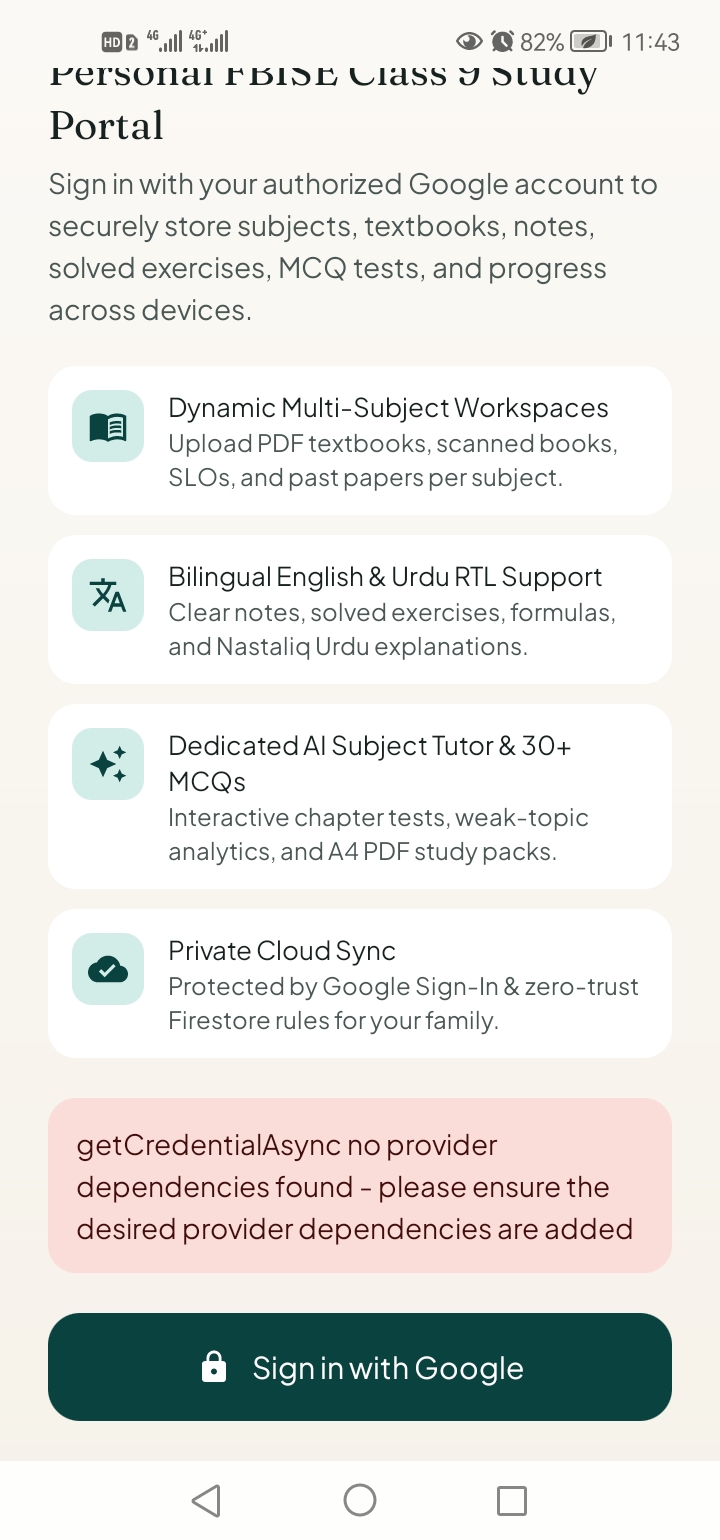 HD 2 4G 4G+ 82% 11:43
Personal FBISE Class 9 Study
Portal
Sign in with your authorized Google account to
securely store subjects, textbooks, notes,
solved exercises, MCQ tests, and progress
across devices.
Dynamic Multi-Subject Workspaces
Upload PDF textbooks, scanned books,
SLOs, and past papers per subject.
Bilingual English & Urdu RTL Support
Clear notes, solved exercises, formulas,
and Nastaliq Urdu explanations.
Dedicated AI Subject Tutor & 30+
MCQs
Interactive chapter tests, weak-topic
analytics, and A4 PDF study packs.
Private Cloud Sync
Protected by Google Sign-In & zero-trust
Firestore rules for your family.
getCredentialAsync no provider
dependencies found - please ensure the
desired provider dependencies are added
Sign in with Google